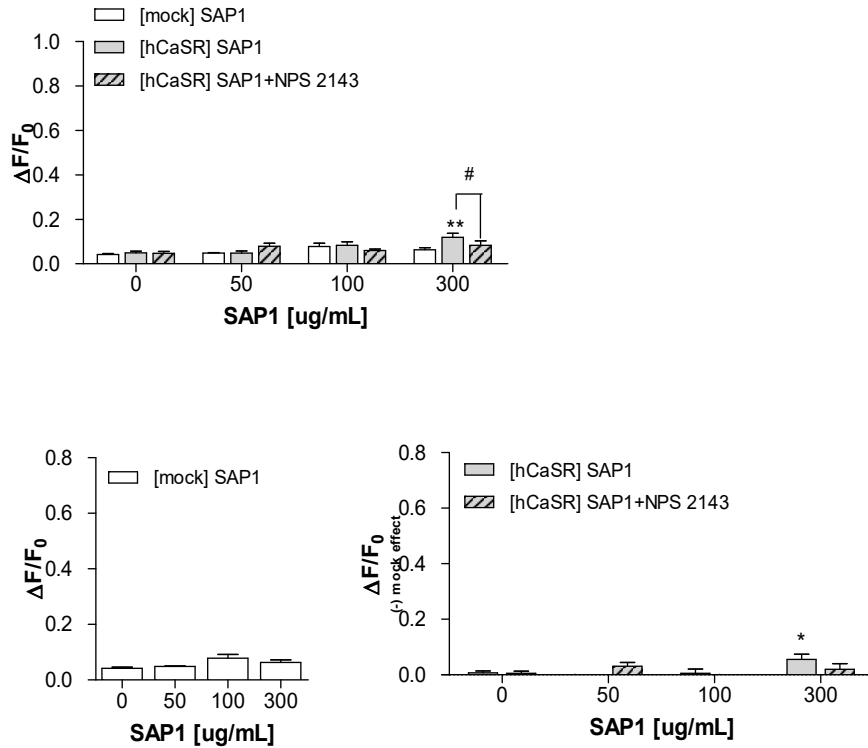 [mock] SAP1
[hCaSR] SAP1
[hCaSR] SAP1+NPS 2143
ΔF/F0
1.0
0.8
0.6
0.4
0.2
0.0
#
**
0 50 100 300
SAP1 [ug/mL]
[mock] SAP1
ΔF/F0
0.8
0.6
0.4
0.2
0.0
0 50 100 300
SAP1 [ug/mL]
[hCaSR] SAP1
[hCaSR] SAP1+NPS 2143
ΔF/F0
(-) mock effect
0.8
0.6
0.4
0.2
0.0
*
0 50 100 300
SAP1 [ug/mL]